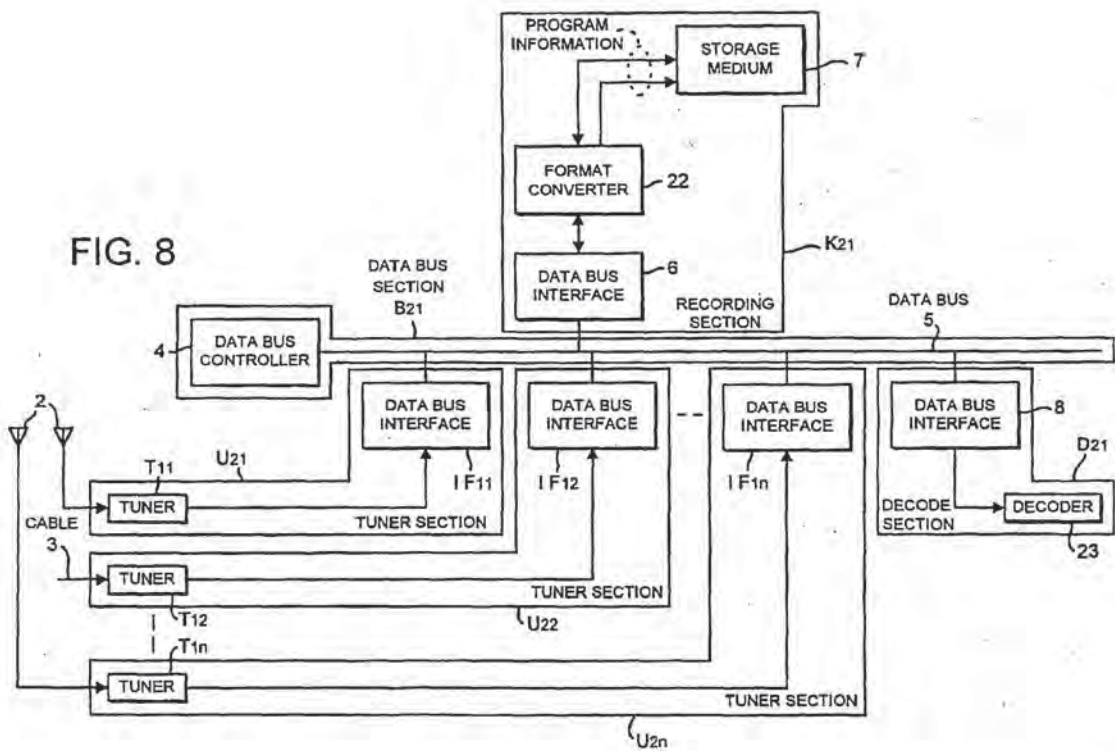 PROGRAM
INFORMATION
STORAGE
MEDIUM
7
FORMAT
CONVERTER
22
K21
FIG. 8
DATA BUS
SECTION
B21
DATA BUS
INTERFACE
6
RECORDING
SECTION
DATA BUS
5
4
DATA BUS
CONTROLLER
DATA BUS
INTERFACE
DATA BUS
INTERFACE
DATA BUS
INTERFACE
DATA BUS
INTERFACE
8
2
T11
U21
IF11
IF12
IF1n
D21
TUNER
TUNER SECTION
DECODE
SECTION
DECODER
23
CABLE
3
TUNER
TUNER SECTION
T12
U22
T1n
TUNER
TUNER SECTION
U2n